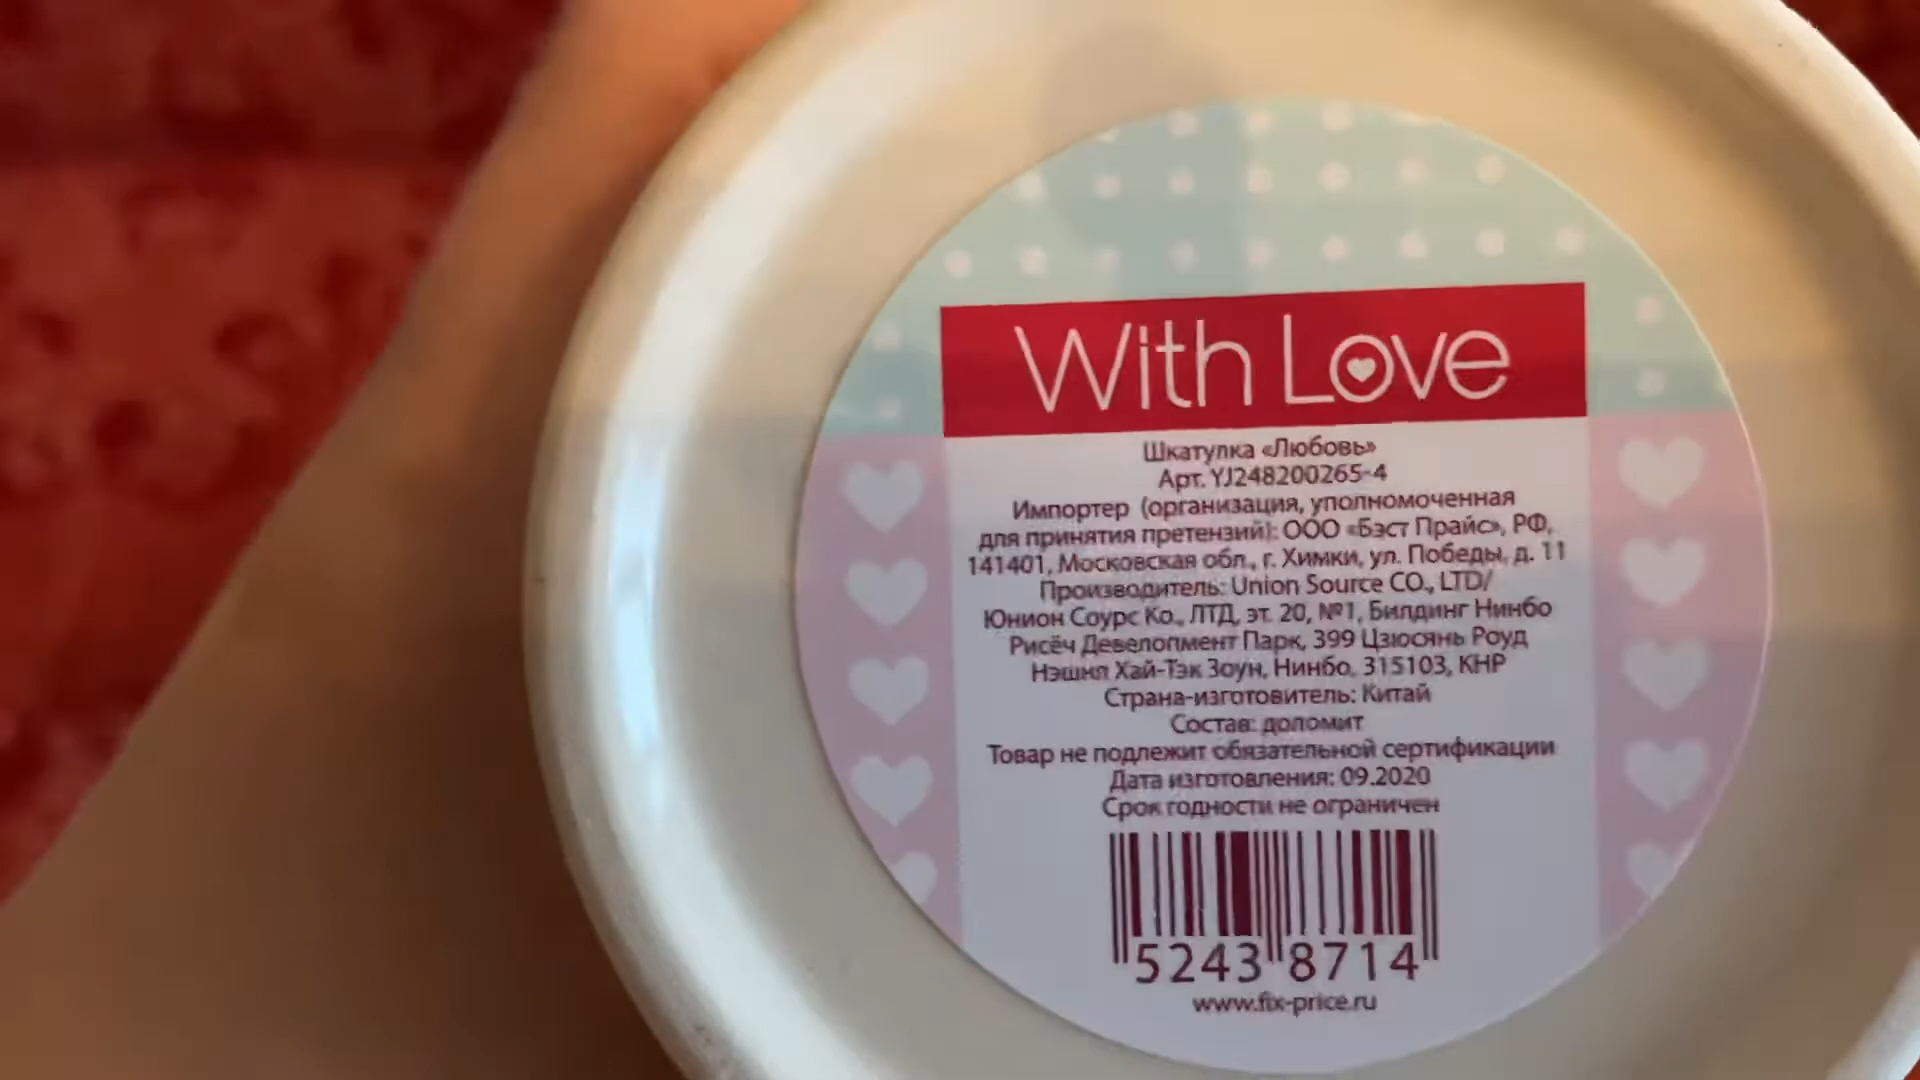 With Love
Шкатулка «Любовь»
Арт. YJ248200265-4
Импортер (организация, уполномоченная
для принятия претензий): ООО «Бэст Прайс», РФ,
141401, Московская обл., г. Химки, ул. Победы, д. 11
Производитель: Union Source CO., LTD/
Юнион Соурс Ко., ЛТД, эт. 20, №1, Билдинг Нинбо
Рисёч Девелопмент Парк, 399 Цзюсянь Роуд
Нэшнл Хай-Тэк Зоун, Нинбо, 315103, КНР
Страна-изготовитель: Китай
Состав: доломит
Товар не подлежит обязательной сертификации
Дата изготовления: 09.2020
Срок годности не ограничен
5243 8714
www.fix-price.ru